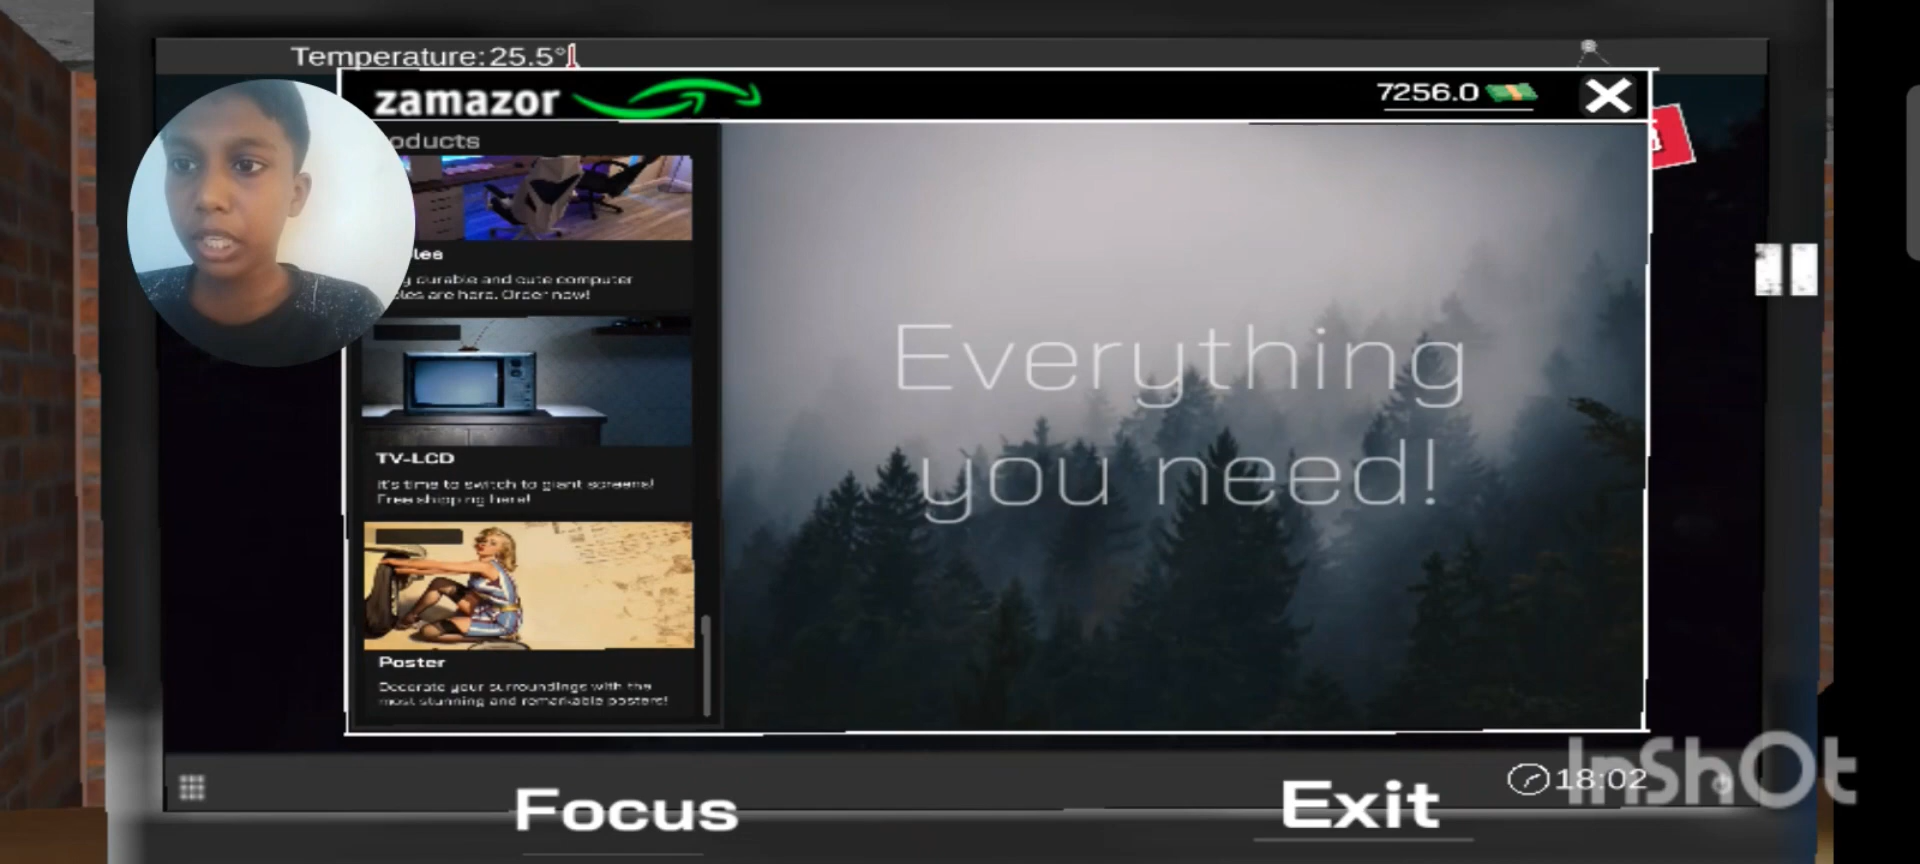 Temperature:25.5°
zamazor
7256.0
oducts
les
y durable and cute computer
les are here. Order now!
TV-LCD
It's time to switch to giant screens!
Free shipping here!
Poster
Decorate your surroundings with the
most stunning and remarkable posters!
Everything
you need!
Focus
Exit
18:02
InShOt